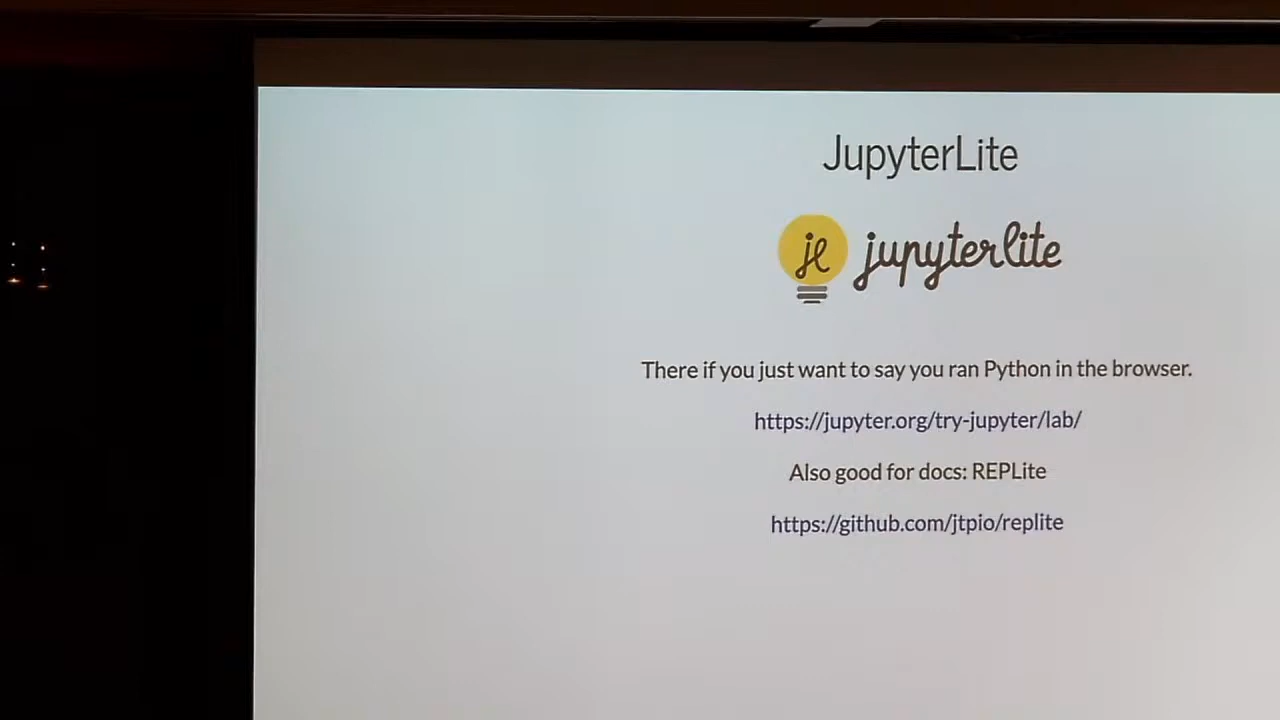 JupyterLite
jl jupyterlite
There if you just want to say you ran Python in the browser.
https://jupyter.org/try-jupyter/lab/
Also good for docs: REPLite
https://github.com/jtpio/replite